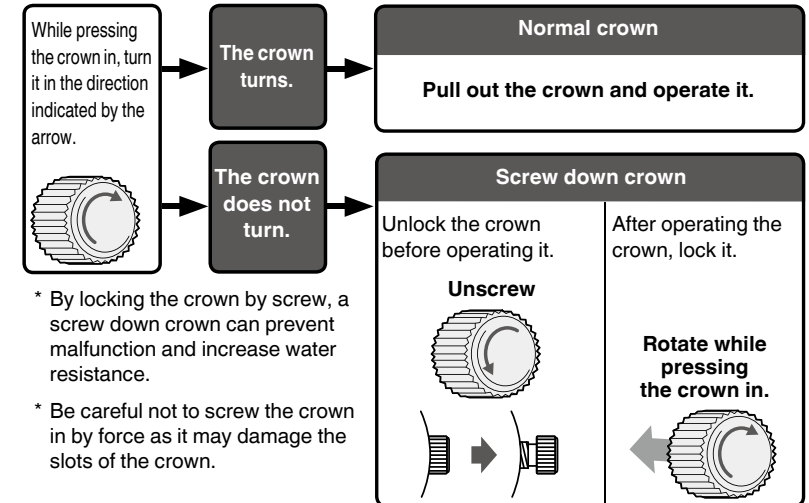 While pressing
the crown in, turn
it in the direction
indicated by the
arrow.
The crown
turns.
Normal crown
Pull out the crown and operate it.
The crown
does not
turn.
Screw down crown
Unlock the crown
before operating it.
Unscrew
After operating the
crown, lock it.
Rotate while
pressing
the crown in.
* By locking the crown by screw, a
screw down crown can prevent
malfunction and increase water
resistance.
* Be careful not to screw the crown
in by force as it may damage the
slots of the crown.